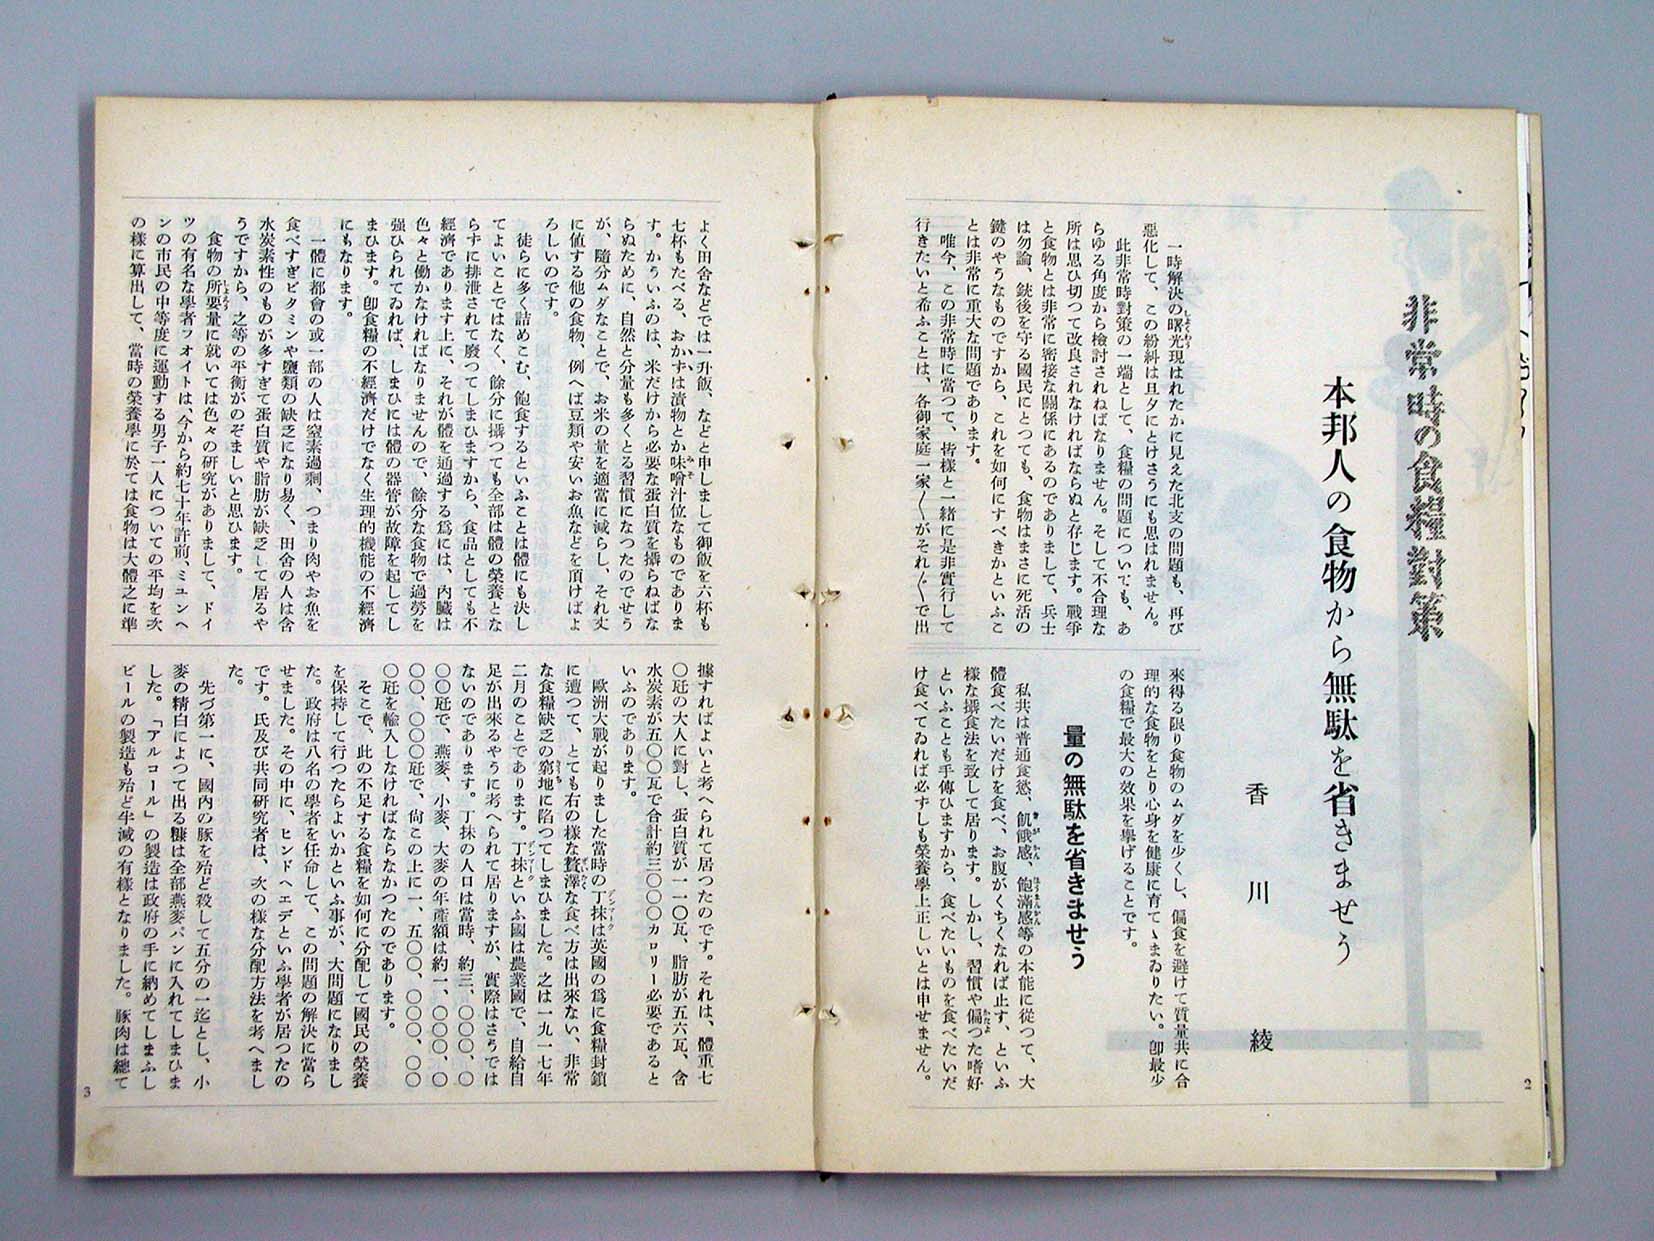 非常時の食糧對策
本邦人の食物から無駄を省きませう
香川綾
一時解決の曙光現はれたかに見えた北支の問題も、再び
惡化して、この紛糾は旦夕にとけさうにも思はれません。
此非常時對策の一端として、食糧の問題についても、あ
らゆる角度から檢討されねばなりません。そして不合理な
所は思ひ切つて改良されなければならぬと存じます。戰爭
と食物とは非常に密接な關係にあるのでありまして、兵士
は勿論、銃後を守る國民にとつても、食物はまさに死活の
鍵のやうなものですから、これを如何にすべきかといふこ
とは非常に重大な問題であります。
唯今、この非常時に當つて、皆樣と一緒に是非實行して
行きたいと希ふことは、各御家庭一家〱がそれ〲で出
來得る限り食物のムダを少くし、偏食を避けて質量共に合
理的な食物をとり心身を健康に育てゝまゐりたい。卽最少
の食糧で最大の效果を擧げることです。
量の無駄を省きませう
私共は普通食慾、飢餓感、飽滿感等の本能に從つて、大
體食べたいだけを食べ、お腹がくちくなれば止す、といふ
樣な攝食法を致して居ります。しかし、習慣や偏つた嗜好
といふことも手傳ひますから、食べたいものを食べたいだ
け食べてゐれば必ずしも榮養學上正しいとは申せません。
2
よく田舍などでは一升飯、などと申しまして御飯を六杯も
七杯もたべる、おかずは漬物とか味噌汁位なものでありま
す。かういふのは、米だけから必要な蛋白質を攝らねばな
らぬために、自然と分量も多くとる習慣になつたのでせう
が、隨分ムダなことで、お米の量を適當に減らし、それ丈
に値する他の食物、例へば豆類や安いお魚などを頂けばよ
ろしいのです。
徒らに多く詰めこむ、飽食するといふことは體にも決し
てよいことではなく、餘分に攝つても全部は體の榮養とな
らずに排泄されて廢つてしまひますから、食品としても不
經濟であります上に、それが體を通過する爲には、內臟は
色々と働かなければなりませんので、餘分な食物で過勞を
强ひられてゐれば、しまひには體の器管が故障を起してし
まひます。卽食糧の不經濟だけでなく生理的機能の不經濟
にもなります。
一體に都會の或一部の人は窒素過剩、つまり肉やお魚を
食べすぎビタミンや鹽類の缺乏になり易く、田舍の人は含
水炭素性のものが多すぎて蛋白質や脂肪が缺乏して居るや
うですから、之等の平衡がのぞましいと思ひます。
食物の所要量に就いては色々の硏究がありまして、ドイ
ツの有名な學者フオイトは、今から約七十年許前、ミュンヘ
ンの市民の中等度に運動する男子一人についての平均を次
の樣に算出して、當時の榮養學に於ては食物は大體之に準
據すればよいと考へられて居つたのです。それは、體重七
〇瓩の大人に對し、蛋白質が一一〇瓦、脂肪が五六瓦、含
水炭素が五〇〇瓦で合計約三〇〇〇カロリー必要であると
いふのであります。
歐洲大戰が起りました當時の丁抹は英國の爲に食糧封鎖
に遭つて、とても右の樣な贅澤な食べ方は出來ない、非常
な食糧缺乏の窮地に陷つてしまひました。之は一九一七年
二月のことであります。丁抹といふ國は農業國で、自給自
足が出來るやうに考へられて居りますが、實際はさうでは
ないのであります。丁抹の人口は當時、約三、〇〇〇、〇
〇〇瓩で、燕麥、小麥、大麥の年產額は約一、〇〇〇、〇
〇〇、〇〇〇瓩で、尙この上に一、五〇〇、〇〇〇、〇〇
〇瓩を輸入しなければならなかつたのであります。
そこで、此の不足する食糧を如何に分配して國民の榮養
を保持して行つたらよいかといふ事が、大問題になりまし
た。政府は八名の學者を任命して、この問題の解決に當ら
せました。その中に、ヒンドヘエデといふ學者が居つたの
です。氏及び共同硏究者は、次の樣な分配方法を考へまし
た。
先づ第一に、國內の豚を殆ど殺して五分の一迄とし、小
麥の精白によつて出る糠は全部燕麥パンに入れてしまひま
した。「アルコール」の製造は政府の手に納めてしまふし
ビールの製造も殆ど半減の有樣となりました。豚肉は總て
3